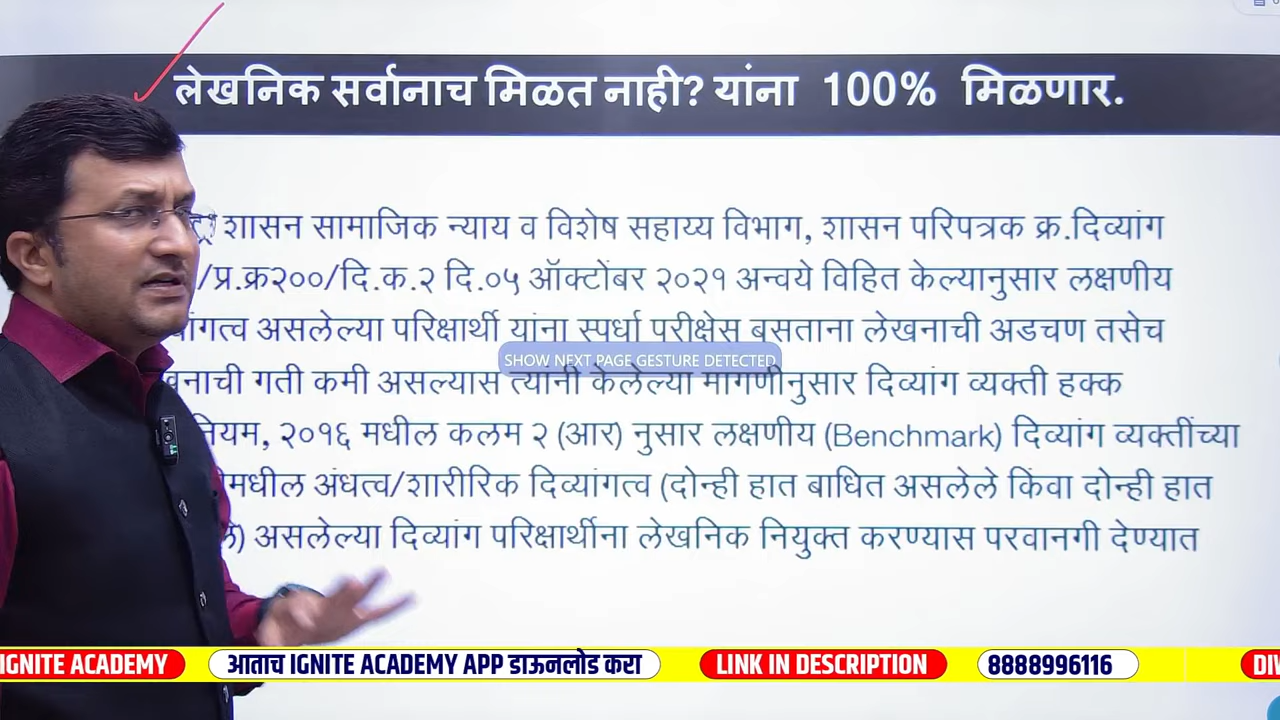 लेखनिक सर्वानाच मिळत नाही? यांना 100% मिळणार.
शासन सामाजिक न्याय व विशेष सहाय्य विभाग, शासन परिपत्रक क्र.दिव्यांग
/प्र.क्र२००/दि.क.२ दि.०५ ऑक्टोंबर २०२१ अन्वये विहित केल्यानुसार लक्षणीय
असलेल्या परिक्षार्थी यांना स्पर्धा परीक्षेस बसताना लेखनाची अडचण तसेच
SHOW NEXT PAGE GESTURE DETECTED
गती कमी असल्यास त्यांनी केलेल्या मागणीनुसार दिव्यांग व्यक्ती हक्क
२०१६ मधील कलम २ (आर) नुसार लक्षणीय (Benchmark) दिव्यांग व्यक्तींच्या
अंधत्व/शारीरिक दिव्यांगत्व (दोन्ही हात बाधित असलेले किंवा दोन्ही हात
असलेल्या दिव्यांग परिक्षार्थींना लेखनिक नियुक्त करण्यास परवानगी देण्यात
IGNITE ACADEMY आताच IGNITE ACADEMY APP डाऊनलोड करा LINK IN DESCRIPTION 8888996116